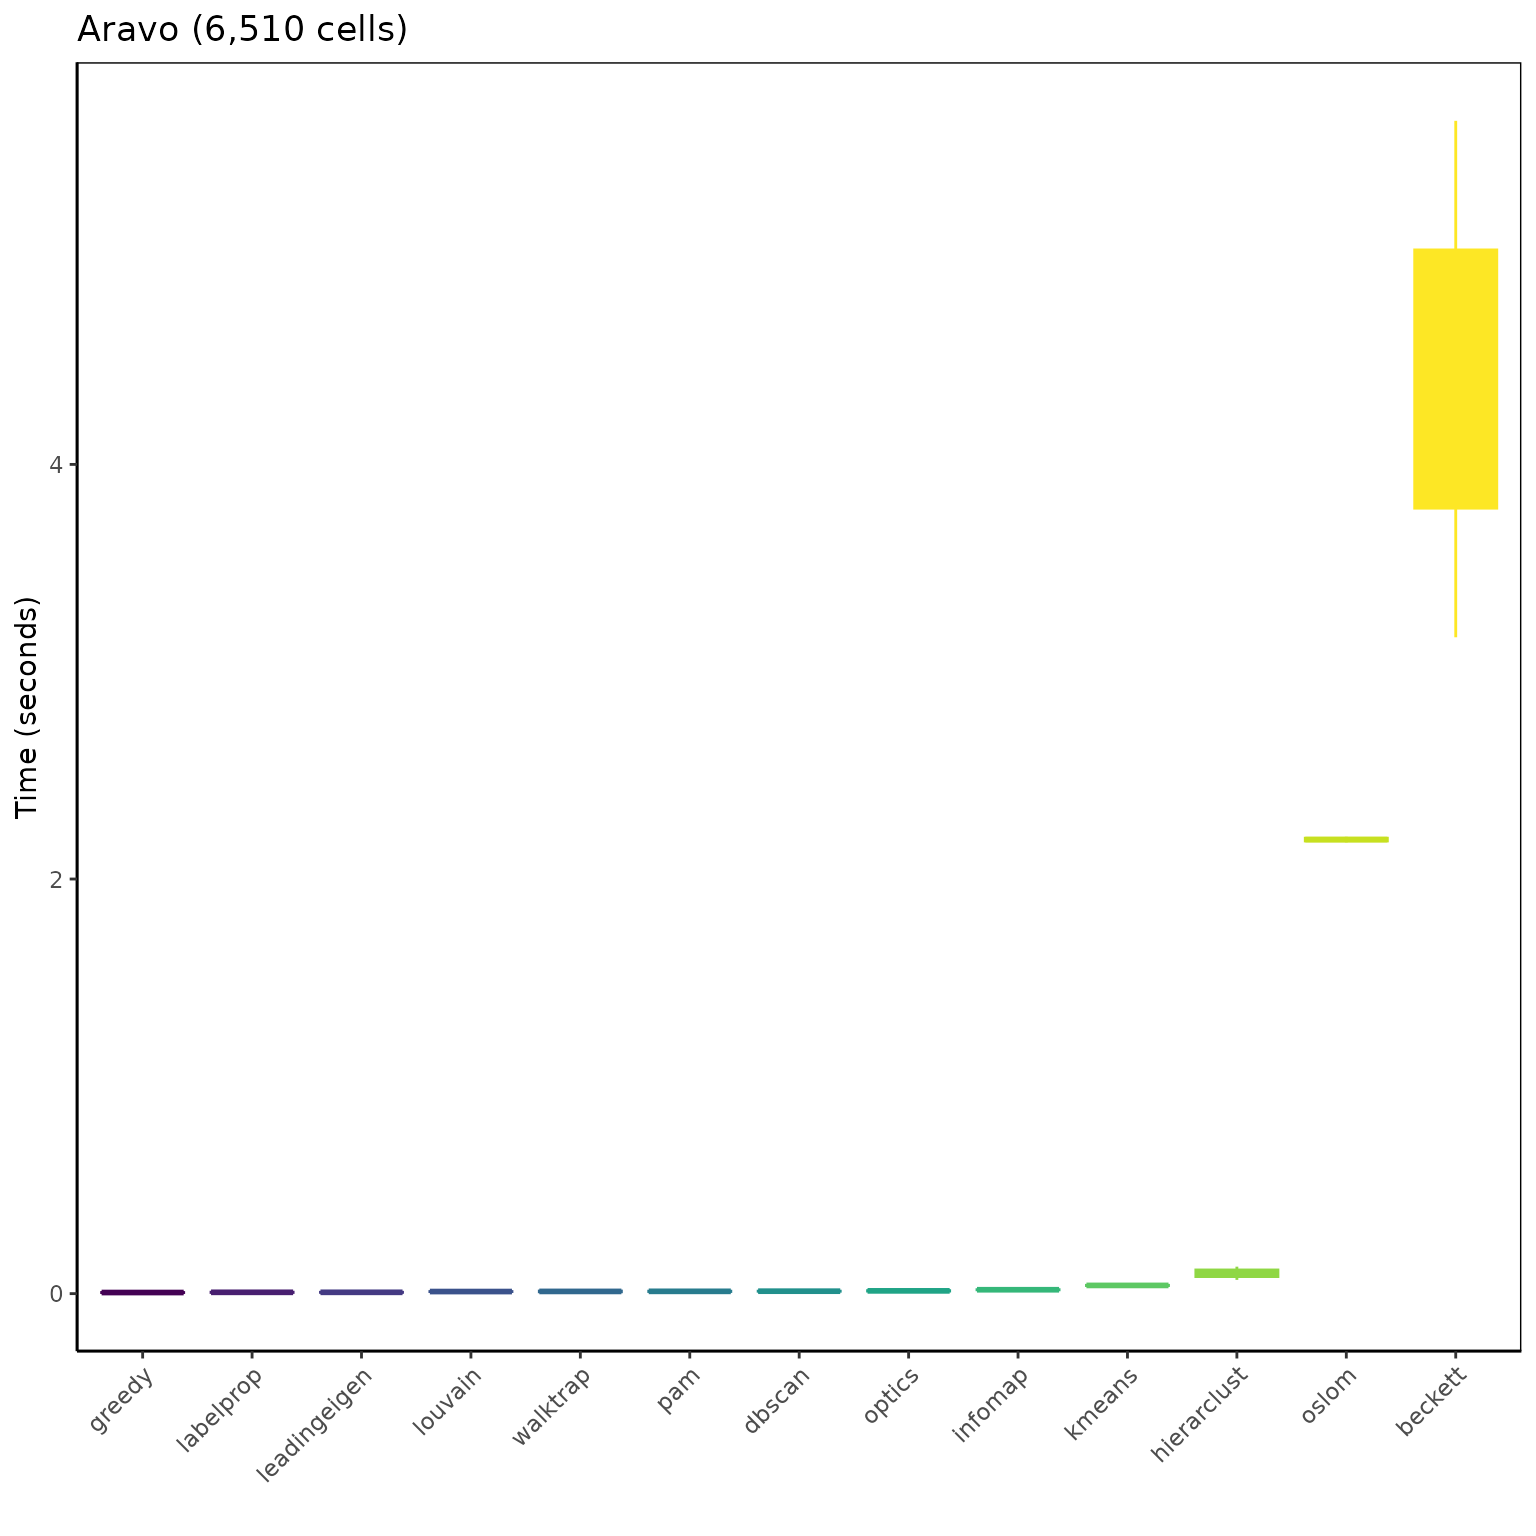 Aravo (6,510 cells)
Time (seconds)
4
2
0
greedy
labelprop
leadingeigen
louvain
walktrap
pam
dbscan
optics
infomap
kmeans
hierarclust
oslom
beckett